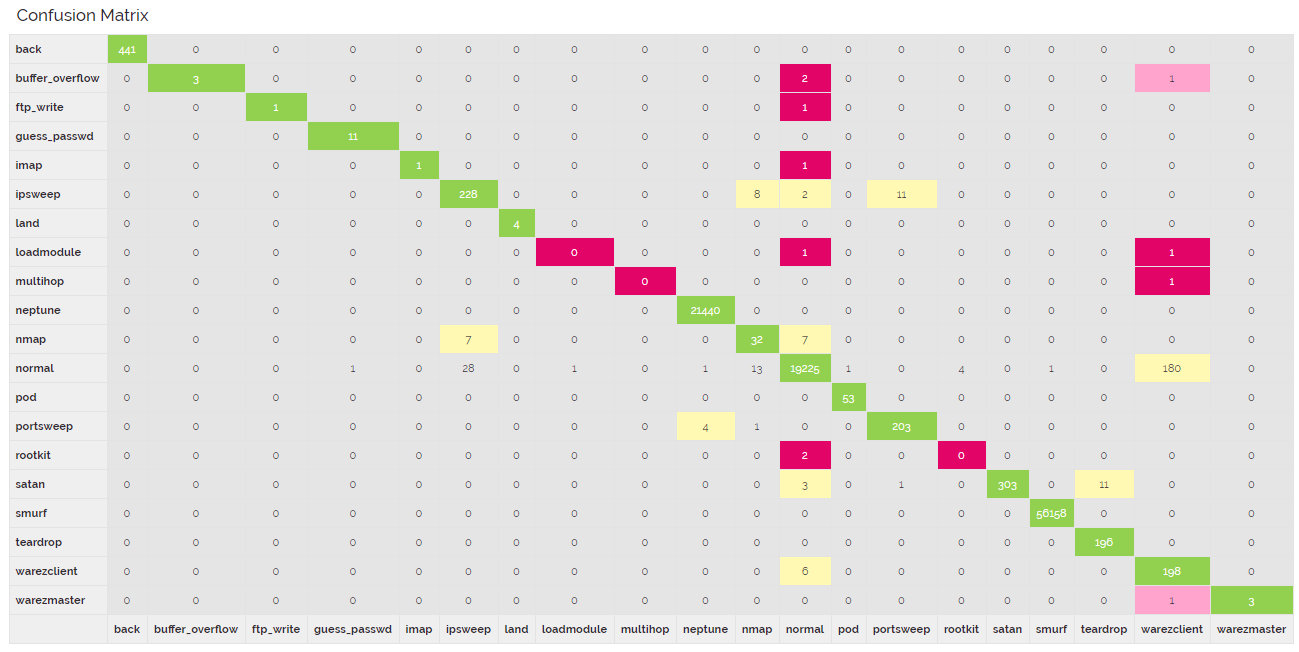 Confusion Matrix
back 441 0 0 0 0 0 0 0 0 0 0 0 0 0 0 0 0 0 0 0
buffer_overflow 0 3 0 0 0 0 0 0 0 0 0 2 0 0 0 0 0 0 1 0
ftp_write 0 0 1 0 0 0 0 0 0 0 0 1 0 0 0 0 0 0 0 0
guess_passwd 0 0 0 11 0 0 0 0 0 0 0 0 0 0 0 0 0 0 0 0
imap 0 0 0 0 1 0 0 0 0 0 0 1 0 0 0 0 0 0 0 0
ipsweep 0 0 0 0 0 228 0 0 0 0 8 2 0 11 0 0 0 0 0 0
land 0 0 0 0 0 0 4 0 0 0 0 0 0 0 0 0 0 0 0 0
loadmodule 0 0 0 0 0 0 0 0 0 0 0 1 0 0 0 0 0 0 1 0
multihop 0 0 0 0 0 0 0 0 0 0 0 0 0 0 0 0 0 0 1 0
neptune 0 0 0 0 0 0 0 0 0 21440 0 0 0 0 0 0 0 0 0 0
nmap 0 0 0 0 0 7 0 0 0 0 32 7 0 0 0 0 0 0 0 0
normal 0 0 0 1 0 28 0 1 0 1 13 19225 1 0 4 0 1 0 180 0
pod 0 0 0 0 0 0 0 0 0 0 0 0 53 0 0 0 0 0 0 0
portsweep 0 0 0 0 0 0 0 0 0 4 1 0 0 203 0 0 0 0 0 0
rootkit 0 0 0 0 0 0 0 0 0 0 0 2 0 0 0 0 0 0 0 0
satan 0 0 0 0 0 0 0 0 0 0 0 3 0 1 0 303 0 11 0 0
smurf 0 0 0 0 0 0 0 0 0 0 0 0 0 0 0 0 56158 0 0 0
teardrop 0 0 0 0 0 0 0 0 0 0 0 0 0 0 0 0 0 196 0 0
warezclient 0 0 0 0 0 0 0 0 0 0 0 6 0 0 0 0 0 0 198 0
warezmaster 0 0 0 0 0 0 0 0 0 0 0 0 0 0 0 0 0 0 1 3
back buffer_overflow ftp_write guess_passwd imap ipsweep land loadmodule multihop neptune nmap normal pod portsweep rootkit satan smurf teardrop warezclient warezmaster